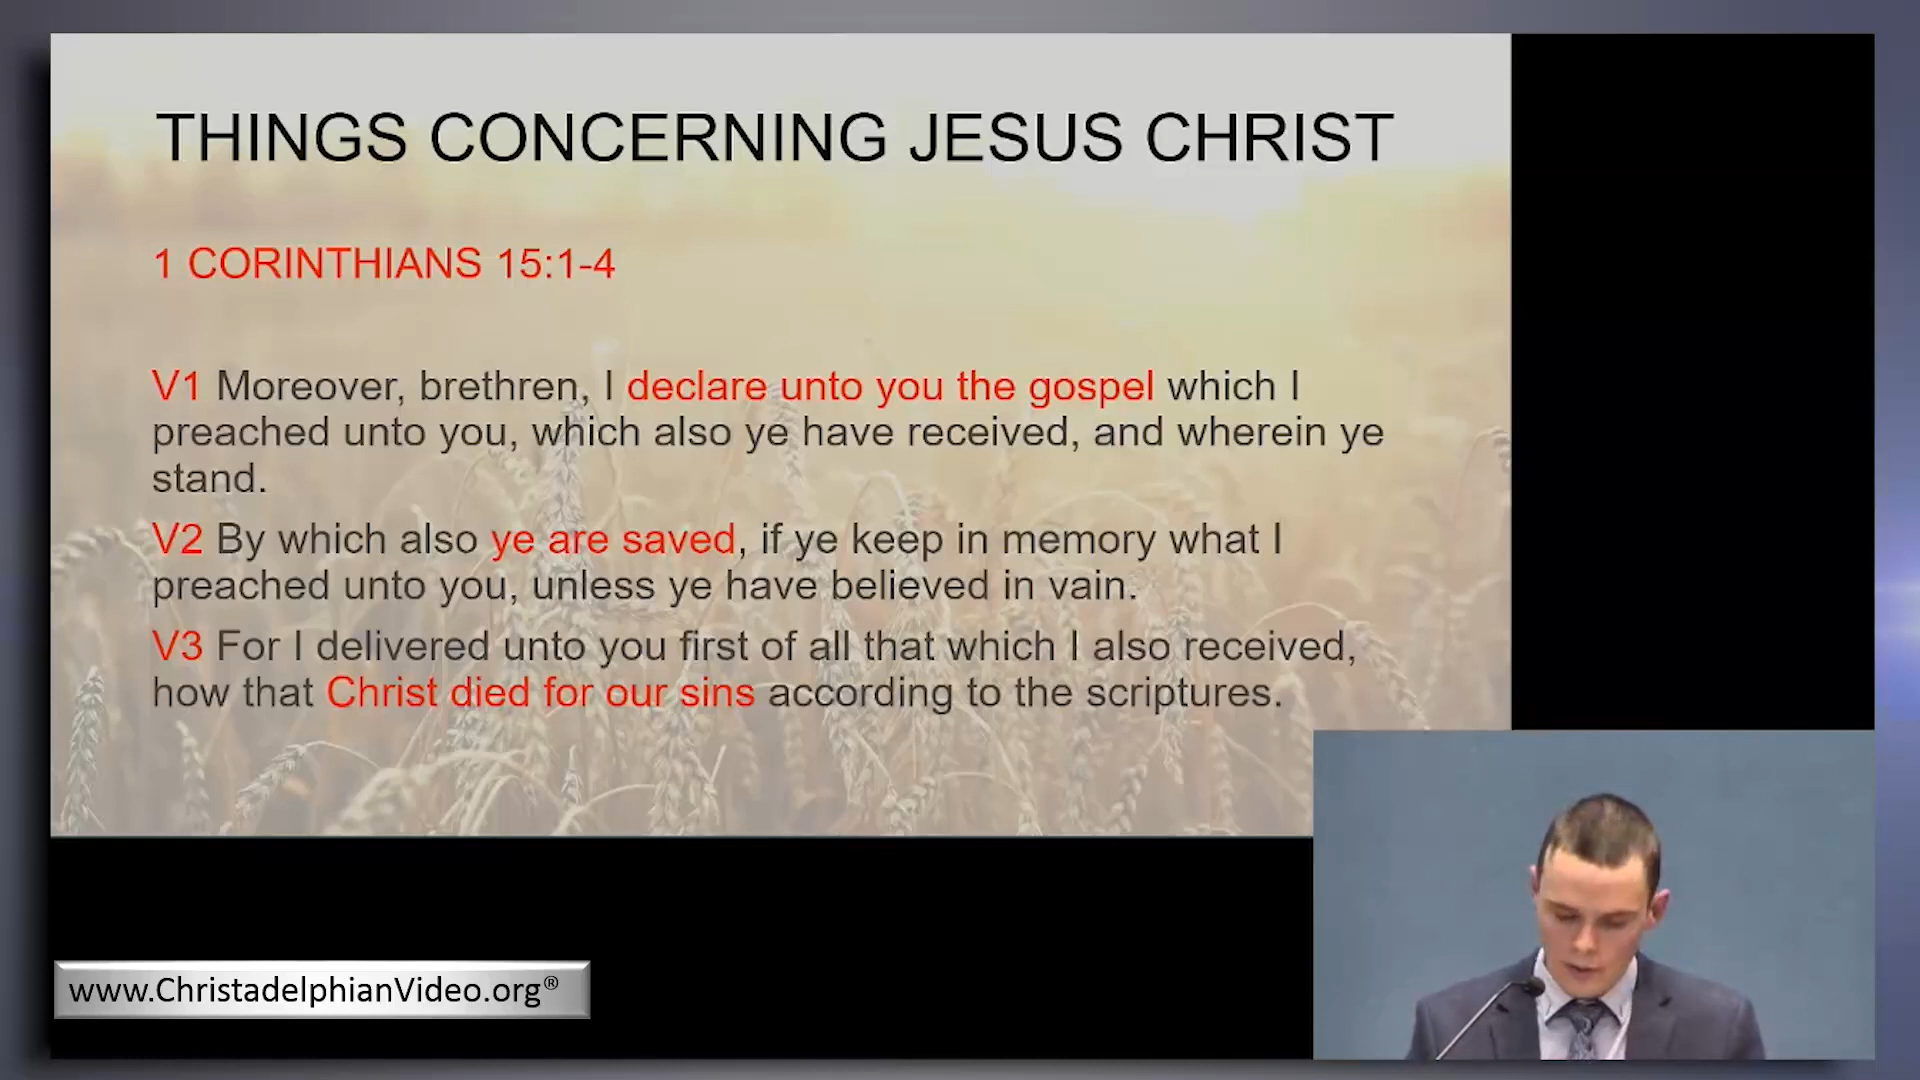 THINGS CONCERNING JESUS CHRIST
1 CORINTHIANS 15:1-4
V1 Moreover, brethren, I declare unto you the gospel which I
preached unto you, which also ye have received, and wherein ye
stand.
V2 By which also ye are saved, if ye keep in memory what I
preached unto you, unless ye have believed in vain.
V3 For I delivered unto you first of all that which I also received,
how that Christ died for our sins according to the scriptures.
www.ChristadelphianVideo.org®